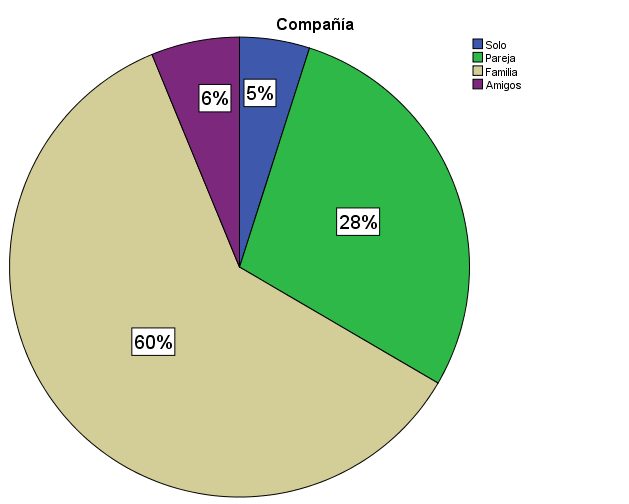 Compañía
Solo
Pareja
Familia
Amigos
6%
5%
28%
60%